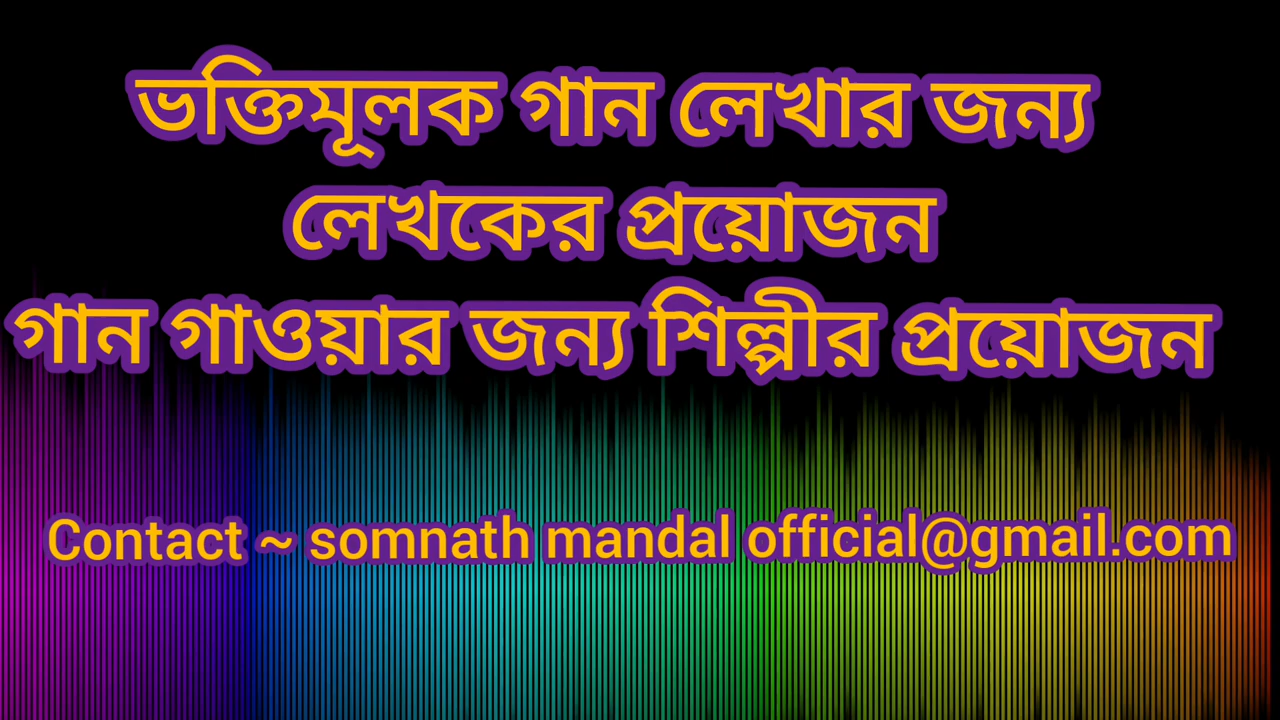 ভক্তিমূলক গান লেখার জন্য
লেখকের প্রয়োজন
গান গাওয়ার জন্য শিল্পীর প্রয়োজন
Contact ~ somnath mandal official@gmail.com